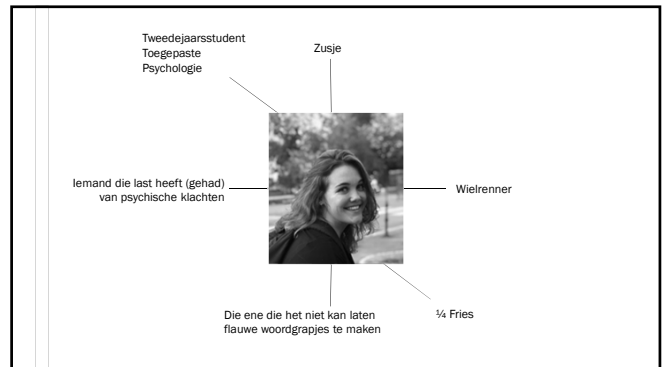 Tweedejaarsstudent
Toegepaste
Psychologie
Zusje
Iemand die last heeft (gehad)
van psychische klachten
Wielrenner
Die ene die het niet kan laten
flauwe woordgrapjes te maken
¼ Fries